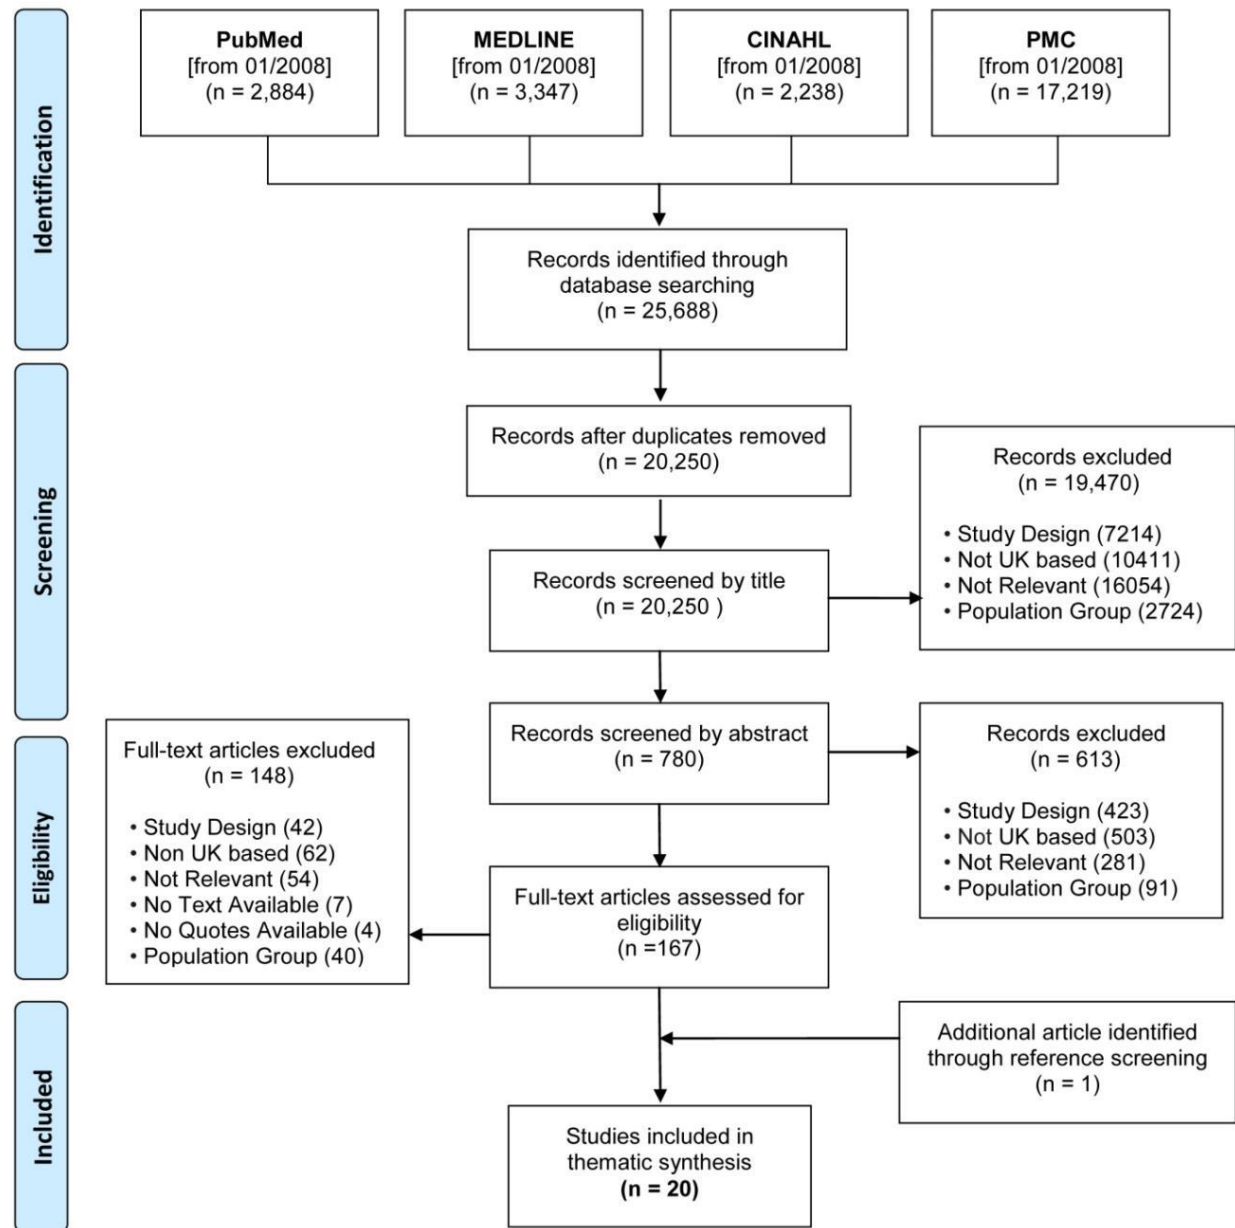 Identification
PubMed
[from 01/2008]
(n = 2,884)
MEDLINE
[from 01/2008]
(n = 3,347)
CINAHL
[from 01/2008]
(n = 2,238)
PMC
[from 01/2008]
(n = 17,219)
Records identified through
database searching
(n = 25,688)
Screening
Records after duplicates removed
(n = 20,250)
Records screened by title
(n = 20,250 )
Records excluded
(n = 19,470)
• Study Design (7214)
• Not UK based (10411)
• Not Relevant (16054)
• Population Group (2724)
Eligibility
Records screened by abstract
(n = 780)
Records excluded
(n = 613)
• Study Design (423)
• Not UK based (503)
• Not Relevant (281)
• Population Group (91)
Full-text articles excluded
(n = 148)
• Study Design (42)
• Non UK based (62)
• Not Relevant (54)
• No Text Available (7)
• No Quotes Available (4)
• Population Group (40)
Full-text articles assessed for
eligibility
(n =167)
Included
Additional article identified
through reference screening
(n = 1)
Studies included in
thematic synthesis
(n = 20)